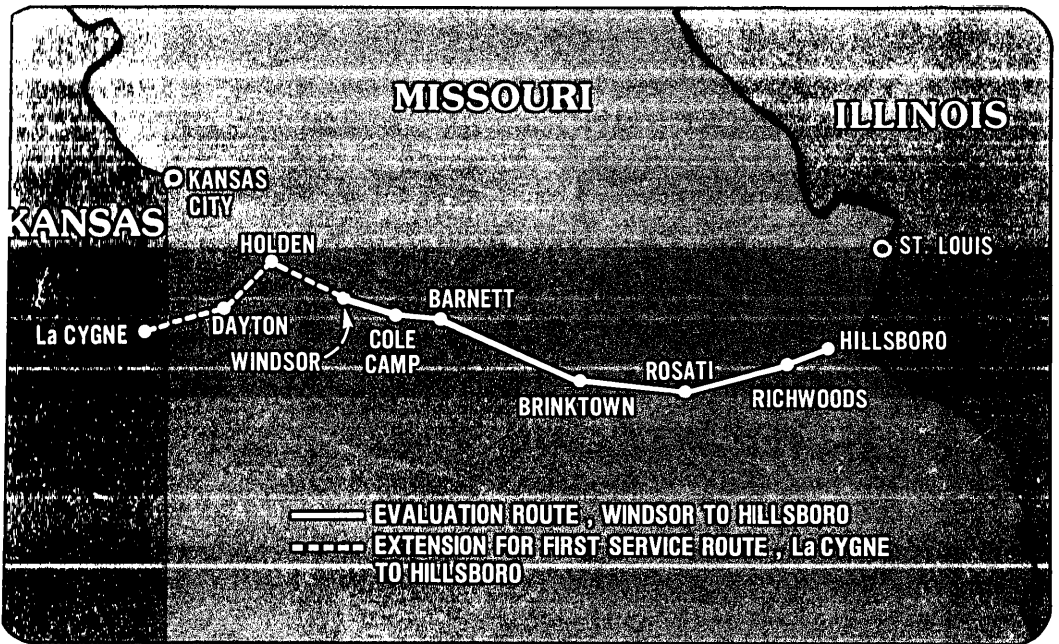 MISSOURI
ILLINOIS
KANSAS
CITY
KANSAS
HOLDEN
ST. LOUIS
BARNETT
La CYGNE
DAYTON
WINDSOR
COLE
CAMP
HILLSBORO
ROSATI
BRINKTOWN
RICHWOODS
EVALUATION ROUTE , WINDSOR TO HILLSBORO
EXTENSION FOR FIRST SERVICE ROUTE , La CYGNE
TO HILLSBORO